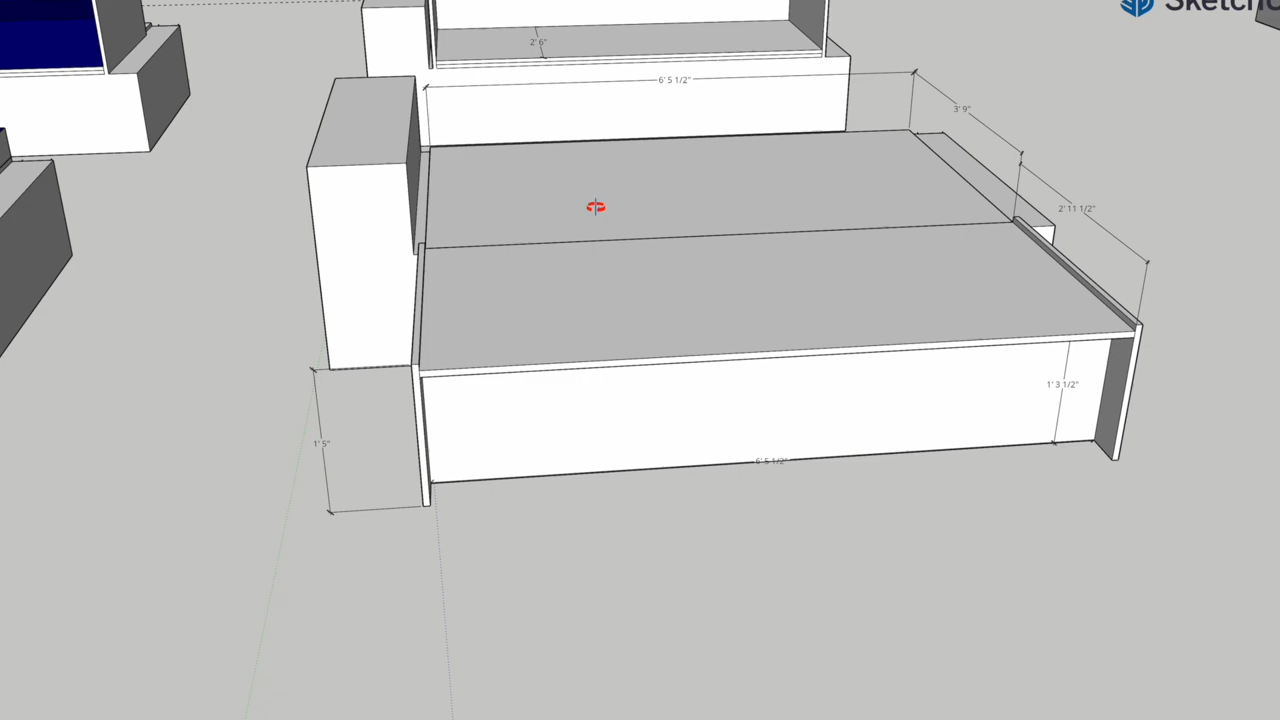 2' 6"
6' 5 1/2"
3' 9"
2' 11 1/2"
1' 3 1/2"
1' 5"
6' 5 1/2"